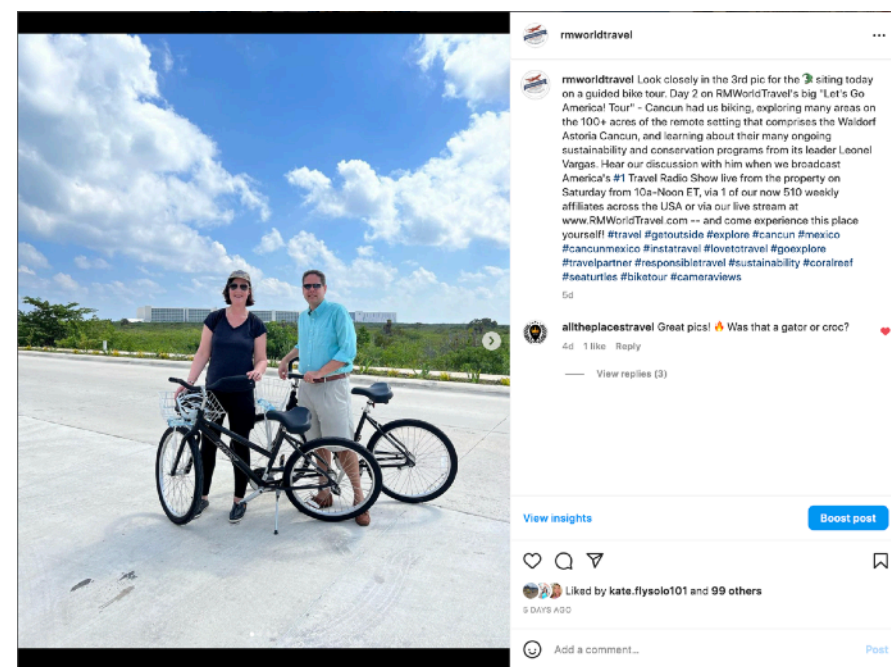 rmworldtravel
rmworldtravel Look closely in the 3rd pic for the 🐊 siting today
on a guided bike tour. Day 2 on RMWorldTravel's big "Let's Go
America! Tour" - Cancun had us biking, exploring many areas on
the 100+ acres of the remote setting that comprises the Waldorf
Astoria Cancun, and learning about their many ongoing
sustainability and conservation programs from its leader Leonel
Vargas. Hear our discussion with him when we broadcast
America's #1 Travel Radio Show live from the property on
Saturday from 10a-Noon ET, via 1 of our now 510 weekly
affiliates across the USA or via our live stream at
www.RMWorldTravel.com -- and come experience this place
yourself! #travel #getoutside #explore #cancun #mexico
#cancunmexico #instatravel #lovetotravel #goexplore
#travelpartner #responsibletravel #sustainability #coralreef
#seaturtles #biketour #cameraviews
5d
alltheplacestravel Great pics! 🔥 Was that a gator or croc?
4d 1 like Reply
View replies (3)
View insights
Boost post
Liked by kate.flysolo101 and 99 others
5 DAYS AGO
Add a comment...
Post